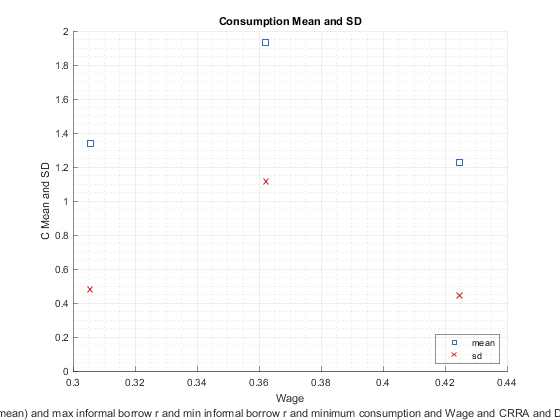 Consumption Mean and SD
2
1.8
1.6
1.4
1.2
1
0.8
0.6
0.4
0.2
0
C Mean and SD
mean
sd
0.3 0.32 0.34 0.36 0.38 0.4 0.42 0.44
Wage
mean) and max informal borrow r and min informal borrow r and minimum consumption and Wage and CRRA and